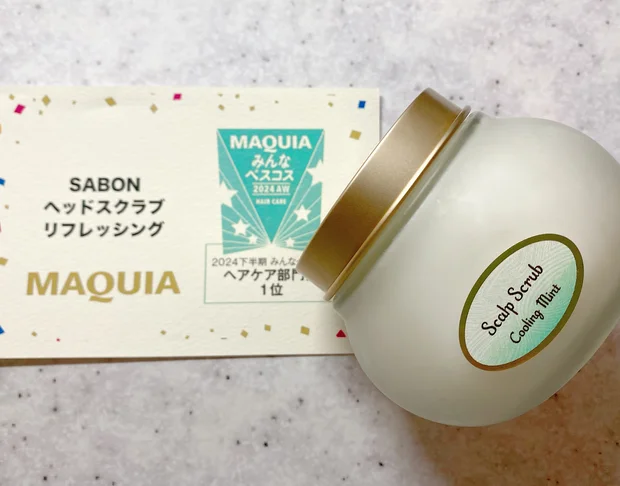 SABON
ヘッドスクラブ
リフレッシング
MAQUIA
MAQUIA
みんな
ベスコス
2024 AW
HAIR CARE
2024下半期 みんな
ヘアケア部門
1位
Scalp Scrub
Cooling Mint